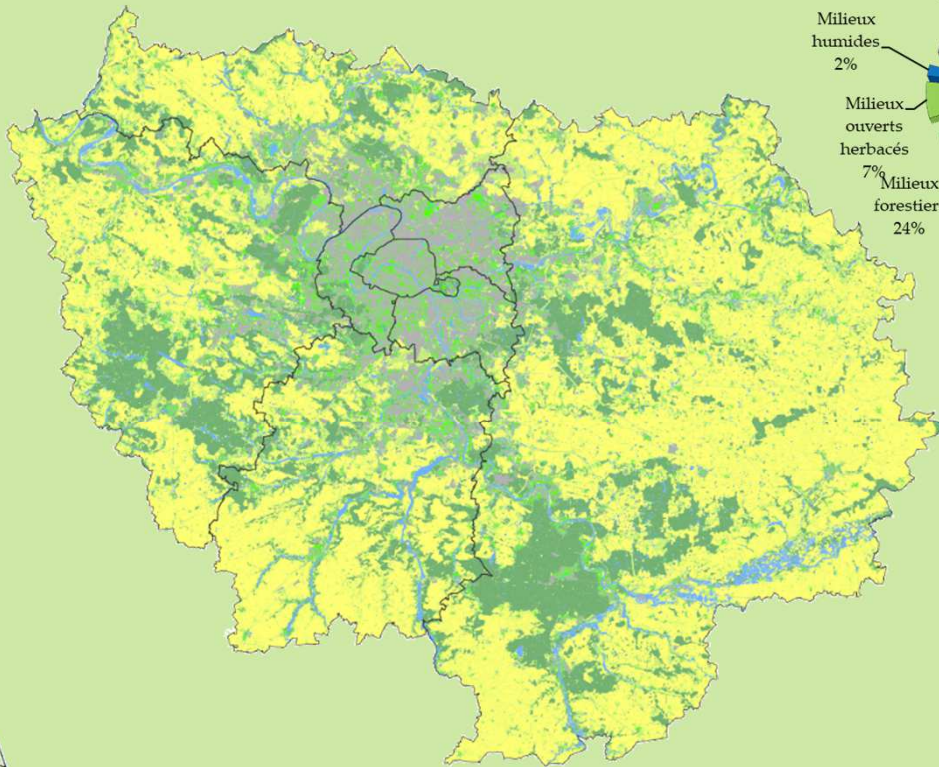 Milieux
humides
2%
Milieux
ouverts
herbacés
7%
Milieux
forestier
24%